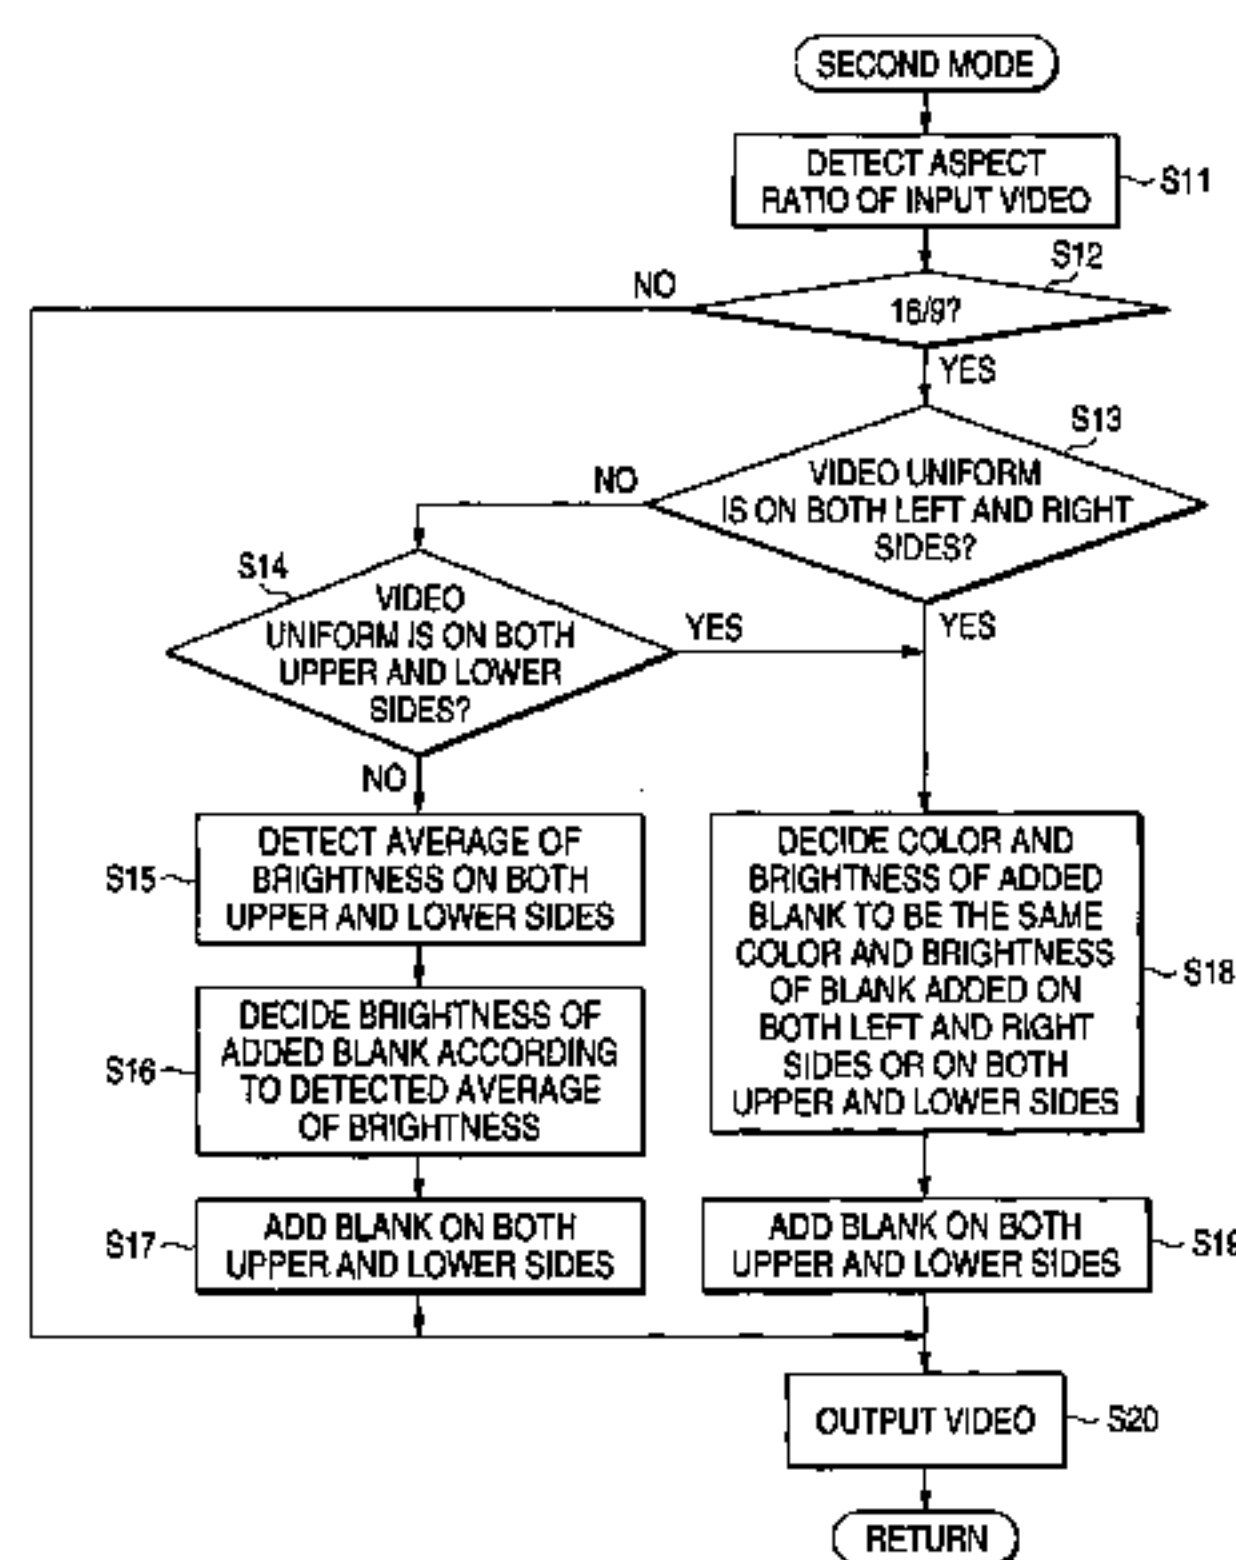 SECOND MODE
DETECT ASPECT
RATIO OF INPUT VIDEO
S11
S12
NO
16/9?
YES
S13
NO
VIDEO UNIFORM
IS ON BOTH LEFT AND RIGHT
SIDES?
S14
VIDEO
UNIFORM IS ON BOTH
UPPER AND LOWER
SIDES?
YES
YES
NO
S15
DETECT AVERAGE OF
BRIGHTNESS ON BOTH
UPPER AND LOWER SIDES
S16
DECIDE BRIGHTNESS OF
ADDED BLANK ACCORDING
TO DETECTED AVERAGE
OF BRIGHTNESS
S17
ADD BLANK ON BOTH
UPPER AND LOWER SIDES
DECIDE COLOR AND
BRIGHTNESS OF ADDED
BLANK TO BE THE SAME
COLOR AND BRIGHTNESS
OF BLANK ADDED ON
BOTH LEFT AND RIGHT
SIDES OR ON BOTH
UPPER AND LOWER SIDES
S18
ADD BLANK ON BOTH
UPPER AND LOWER SIDES
S19
OUTPUT VIDEO
S20
RETURN